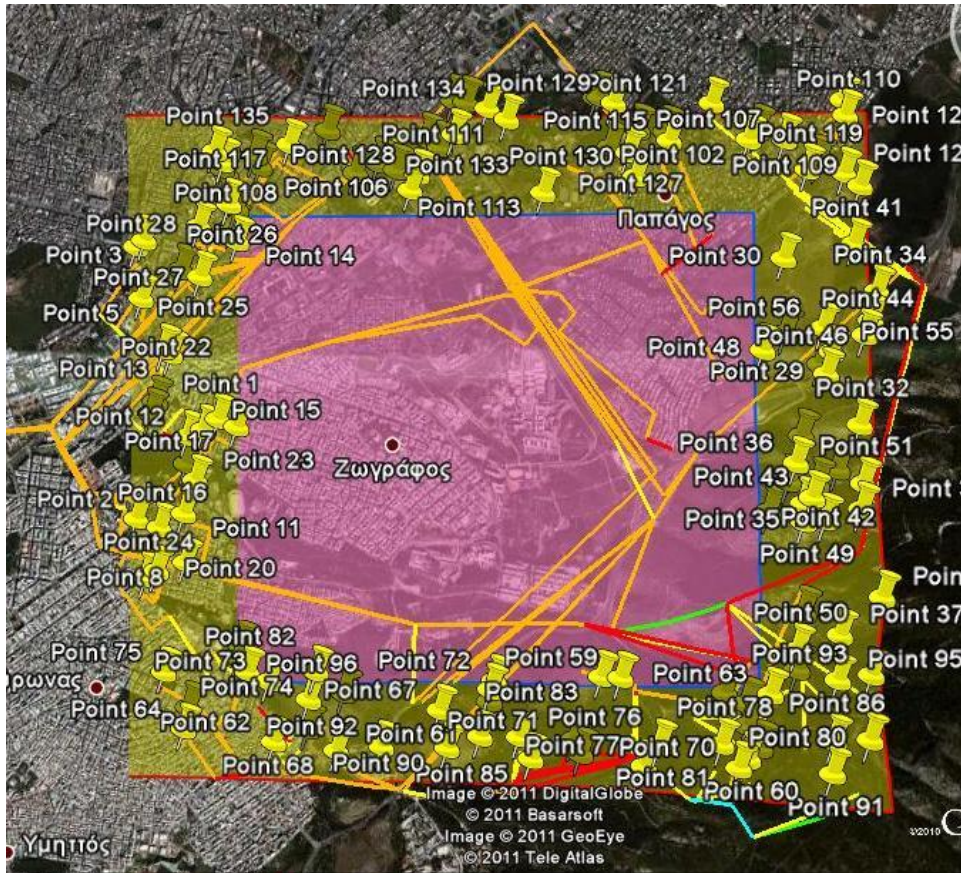 Point 110
Point 134
Point 129
Point 121
Point 135
Point 12
Point 111
Point 115
Point 107
Point 119
Point 117
Point 128
Point 133
Point 130
Point 102
Point 109
Point 12
Point 108
Point 106
Point 127
Point 113
Point 41
Παπάγος
Point 28
Point 26
Point 3
Point 14
Point 30
Point 34
Point 27
Point 5
Point 25
Point 56
Point 44
Point 46
Point 55
Point 22
Point 48
Point 13
Point 29
Point 1
Point 32
Point 12
Point 15
Point 17
Point 36
Point 51
Point 23
Ζωγράφος
Point 43
Point 2
Point 16
Point 11
Point 35
Point 42
Point 24
Point 49
Point 8
Point 20
Poin
Point 50
Point 37
Point 82
Point 75
Point 73
Point 96
Point 72
Point 59
Point 93
Point 95
ρωνας
Point 74
Point 67
Point 83
Point 63
Point 64
Point 62
Point 92
Point 61
Point 71
Point 76
Point 78
Point 86
Point 68
Point 90
Point 85
Point 77
Point 70
Point 80
Point 81
Point 60
Point 91
Image © 2011 DigitalGlobe
© 2011 Basarsoft
Image © 2011 GeoEye
© 2011 Tele Atlas
©2010 G
Υμηττός